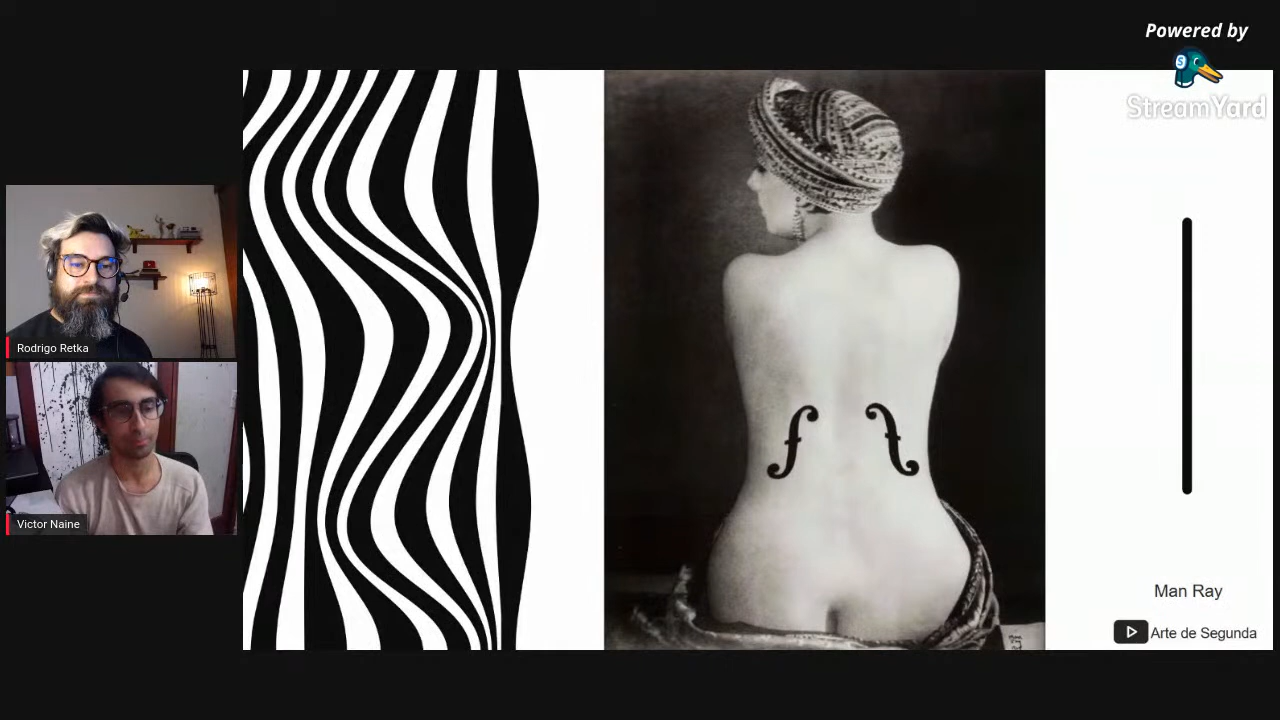 Powered by
StreamYard
Rodrigo Retka
Victor Naine
Man Ray
Arte de Segunda